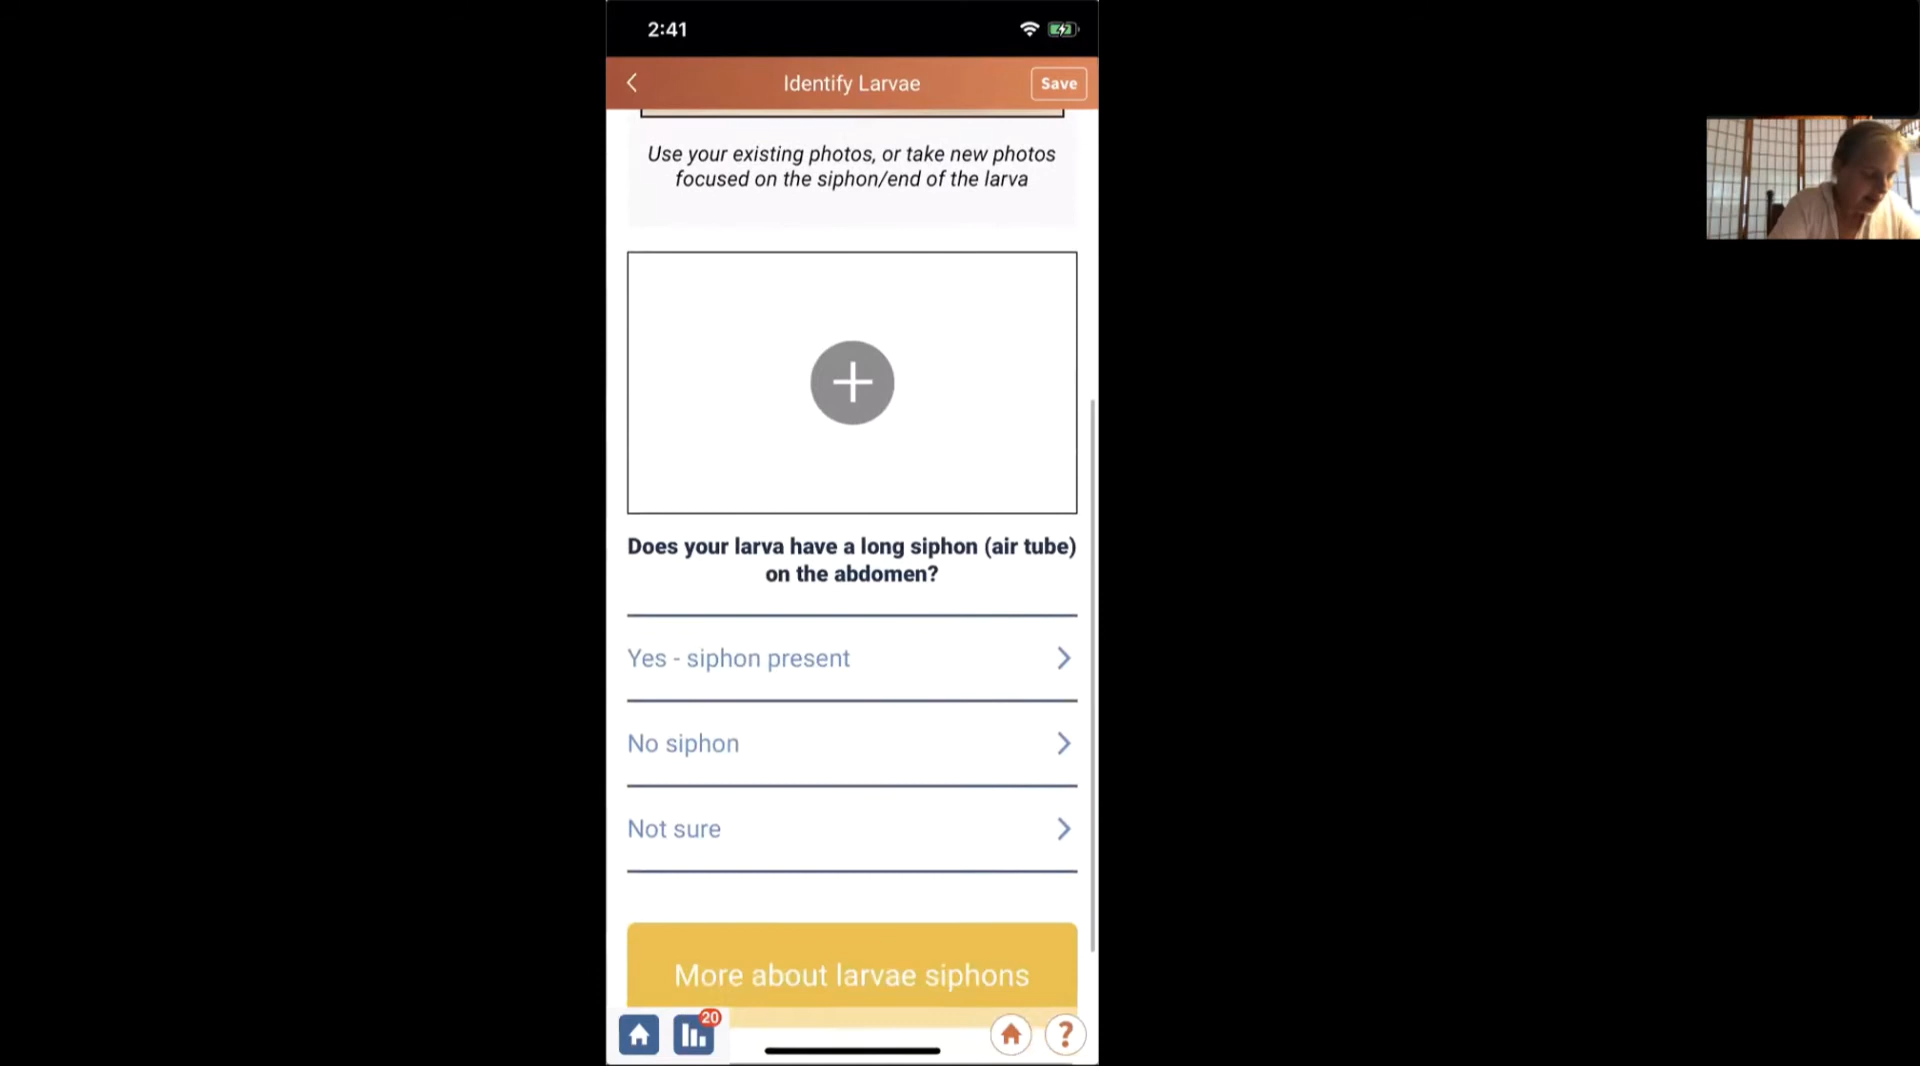 2:41
Identify Larvae
Save
Use your existing photos, or take new photos
focused on the siphon/end of the larva
Does your larva have a long siphon (air tube)
on the abdomen?
Yes - siphon present
No siphon
Not sure
More about larvae siphons
20
?